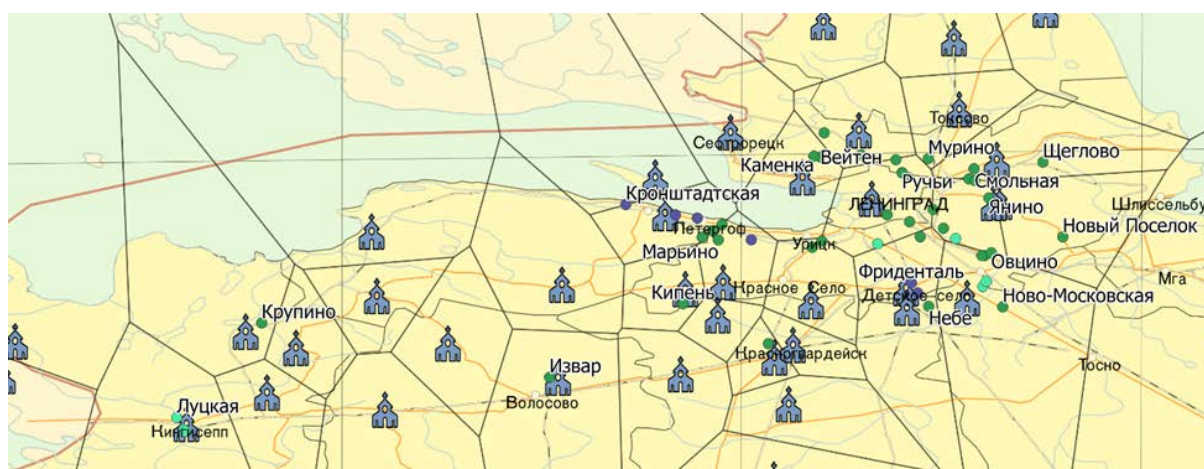 Токсово
Сестрорецк
Каменка
Вейтен
Мурино
Щеглово
Ручьи
Смольная
Кронштадтская
ЛЕНИНГРАД
Янино
Шлиссельбу
Петергоф
Урицк
Новый Поселок
Марьино
Овцино
Фриденталь
Мга
Кипень
Красное Село
Детское село
Ново-Московская
Крупино
Небе
Красногвардейск
Тосно
Извар
Волосово
Луцкая
Кингисепп